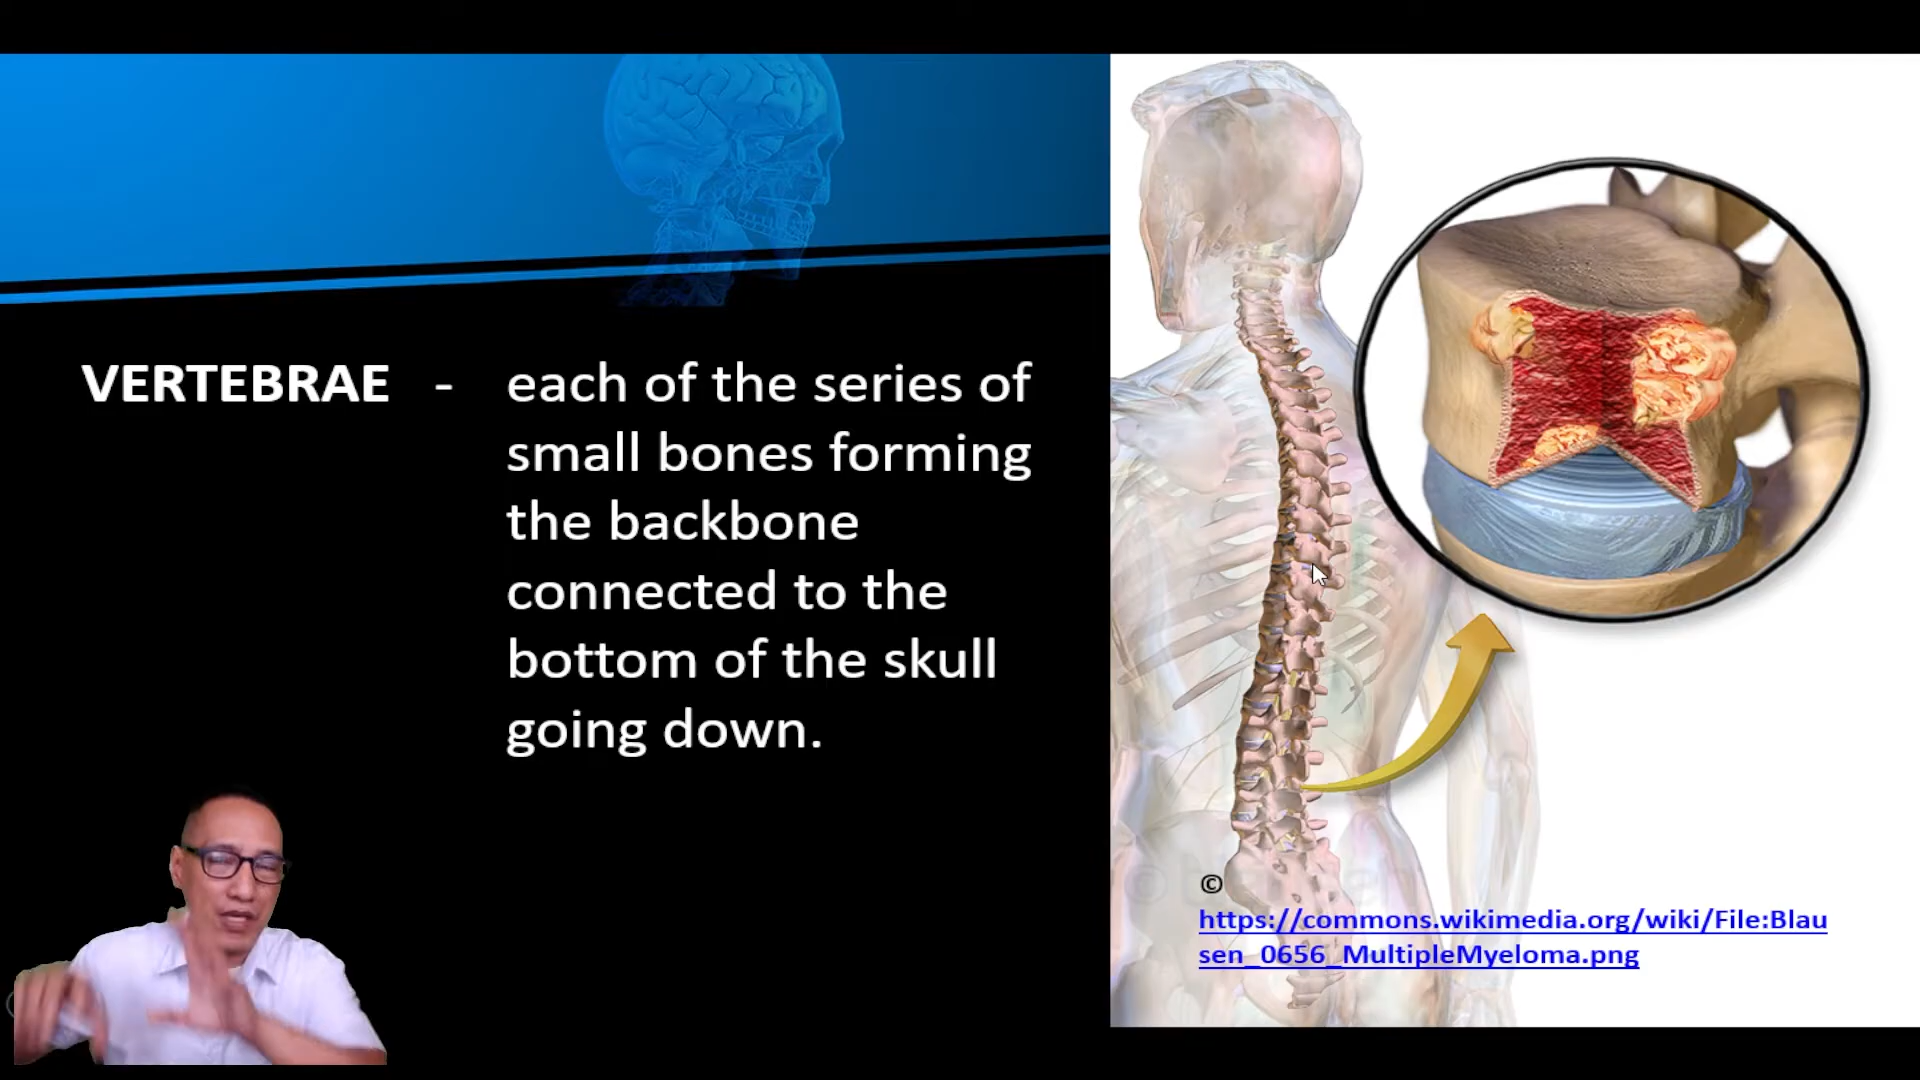 VERTEBRAE - each of the series of
small bones forming
the backbone
connected to the
bottom of the skull
going down.
©
https://commons.wikimedia.org/wiki/File:Blau
sen_0656_MultipleMyeloma.png